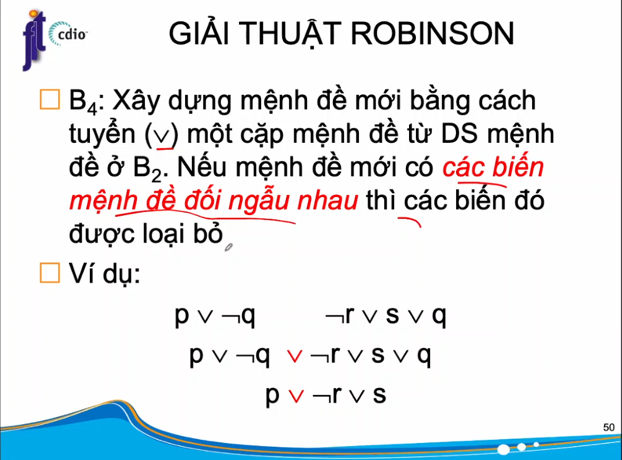 fit cdio
GIẢI THUẬT ROBINSON
B₄: Xây dựng mệnh đề mới bằng cách
tuyển (∨) một cặp mệnh đề từ DS mệnh
đề ở B₂. Nếu mệnh đề mới có các biến
mệnh đề đối ngẫu nhau thì các biến đó
được loại bỏ
Ví dụ:
p ∨ ¬q ¬r ∨ s ∨ q
p ∨ ¬q ∨ ¬r ∨ s ∨ q
p ∨ ¬r ∨ s
50